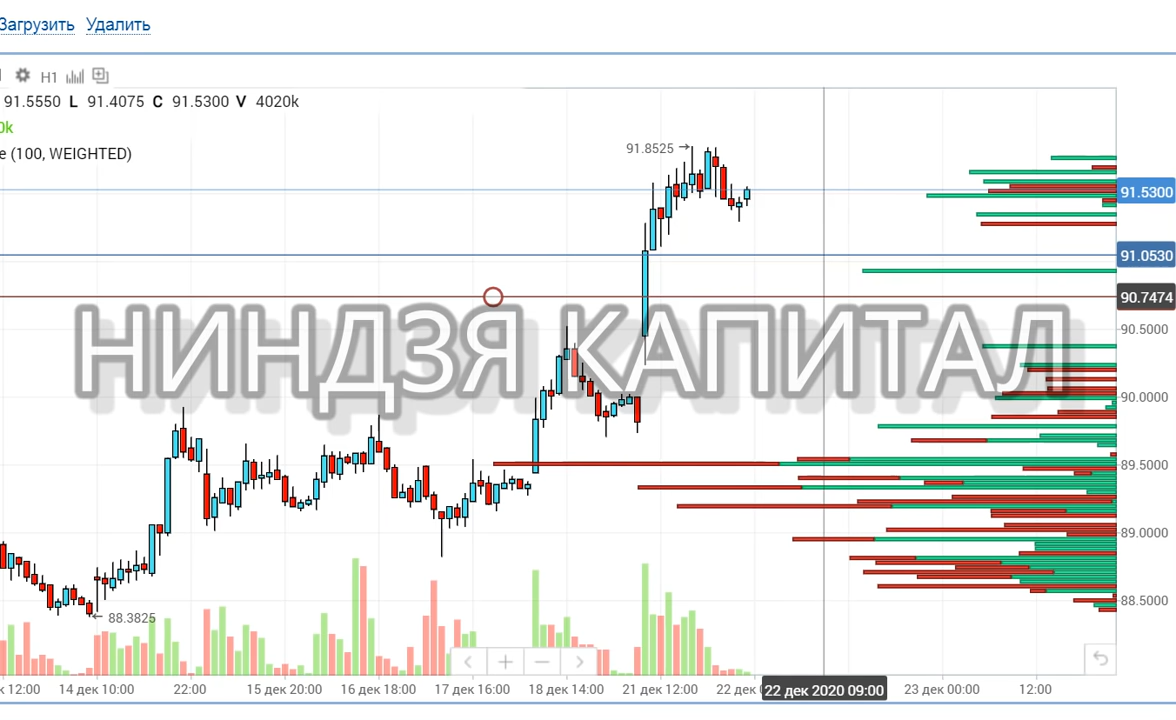 Загрузить Удалить
H1
91.5550 L 91.4075 C 91.5300 V 4020k
0k
e (100, WEIGHTED)
91.8525
91.5300
91.0530
90.7474
НИНДЗЯ КАПИТАЛ
90.5000
90.0000
89.5000
89.0000
88.5000
88.3825
к 12:00 14 дек 10:00 22:00 15 дек 20:00 16 дек 18:00 17 дек 16:00 18 дек 14:00 21 дек 12:00 22 дек 22 дек 2020 09:00 23 дек 00:00 12:00